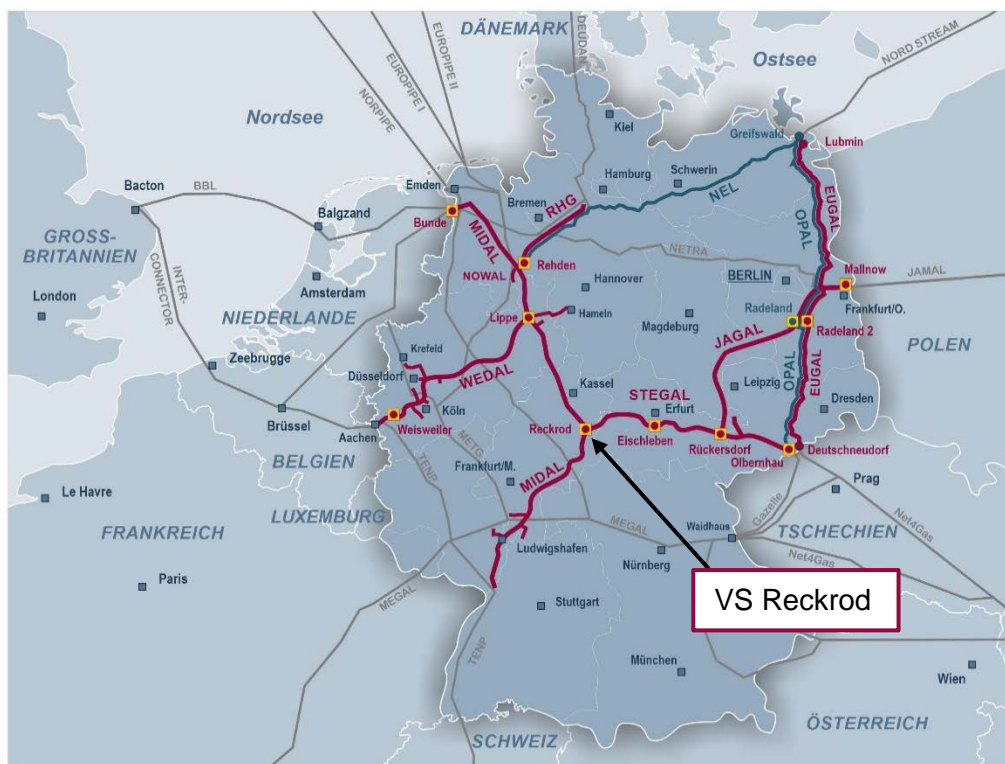 DÄNEMARK
DEUDAN
EUROPIPE II
EUROPIPE I
NORPIPE
Ostsee
NORD STREAM
Nordsee
Kiel
Greifswald
Lubmin
Emden
Hamburg
Schwerin
NEL
Bacton
BBL
Balgzand
Bunde
Bremen
RHG
MIDAL
EUGAL
OPAL
GROSS-
BRITANNIEN
INTER-
CONNECTOR
NETRA
Rehden
NOWAL
Hannover
BERLIN
Mallnow
JAMAL
Amsterdam
London
NIEDERLANDE
Lippe
Hameln
Magdeburg
Radeland
Frankfurt/O.
Radeland 2
POLEN
JAGAL
Krefeld
Zeebrugge
Düsseldorf
WEDAL
Kassel
STEGAL
Leipzig
OPAL
EUGAL
Dresden
Brüssel
Köln
Weisweiler
Aachen
Reckrod
Erfurt
Eischleben
Rückersdorf
Olbernhau
Deutschneudorf
BELGIEN
METG
TENP
Frankfurt/M.
MIDAL
Prag
Gazelle
Le Havre
LUXEMBURG
FRANKREICH
MEGAL
Waidhaus
TSCHECHIEN
Net4Gas
Net4Gas
Ludwigshafen
Nürnberg
Paris
MEGAL
Stuttgart
VS Reckrod
TENP
München
Wien
SCHWEIZ
ÖSTERREICH